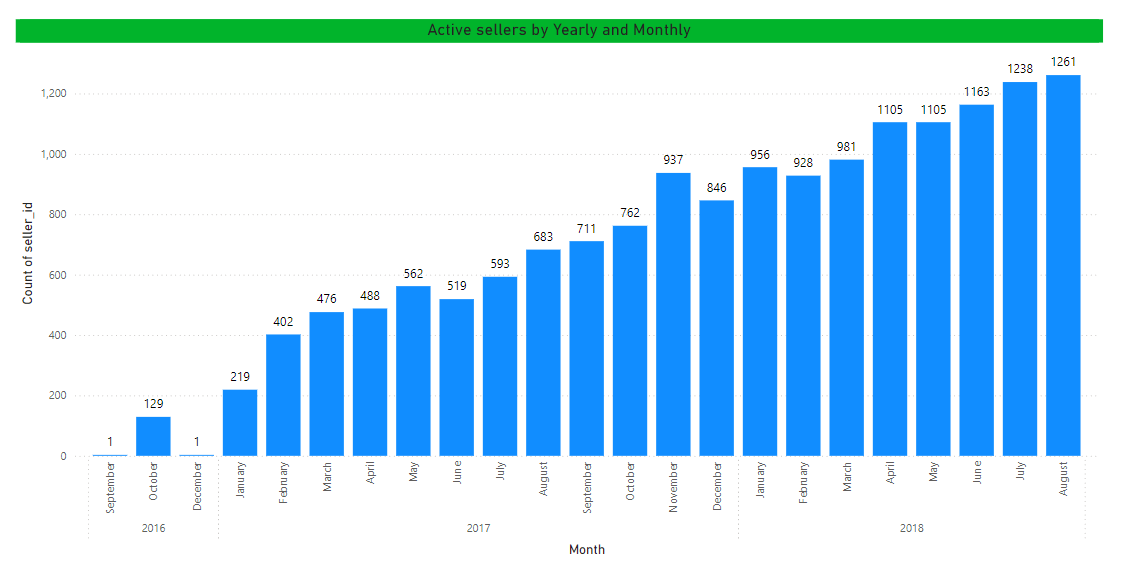 Active sellers by Yearly and Monthly
Count of seller_id
1,200
1,000
800
600
400
200
0
1
129
1
219
402
476
488
562
519
593
683
711
762
937
846
956
928
981
1105
1105
1163
1238
1261
September
October
December
January
February
March
April
May
June
July
August
September
October
November
December
January
February
March
April
May
June
July
August
2016
2017
2018
Month